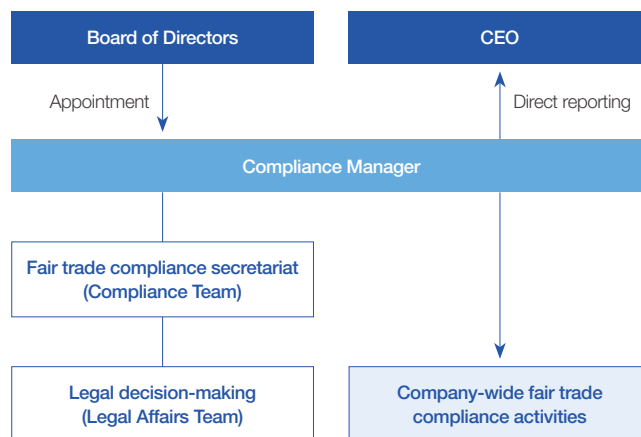 Board of Directors
CEO
Appointment
Direct reporting
Compliance Manager
Fair trade compliance secretariat
(Compliance Team)
Legal decision-making
(Legal Affairs Team)
Company-wide fair trade
compliance activities